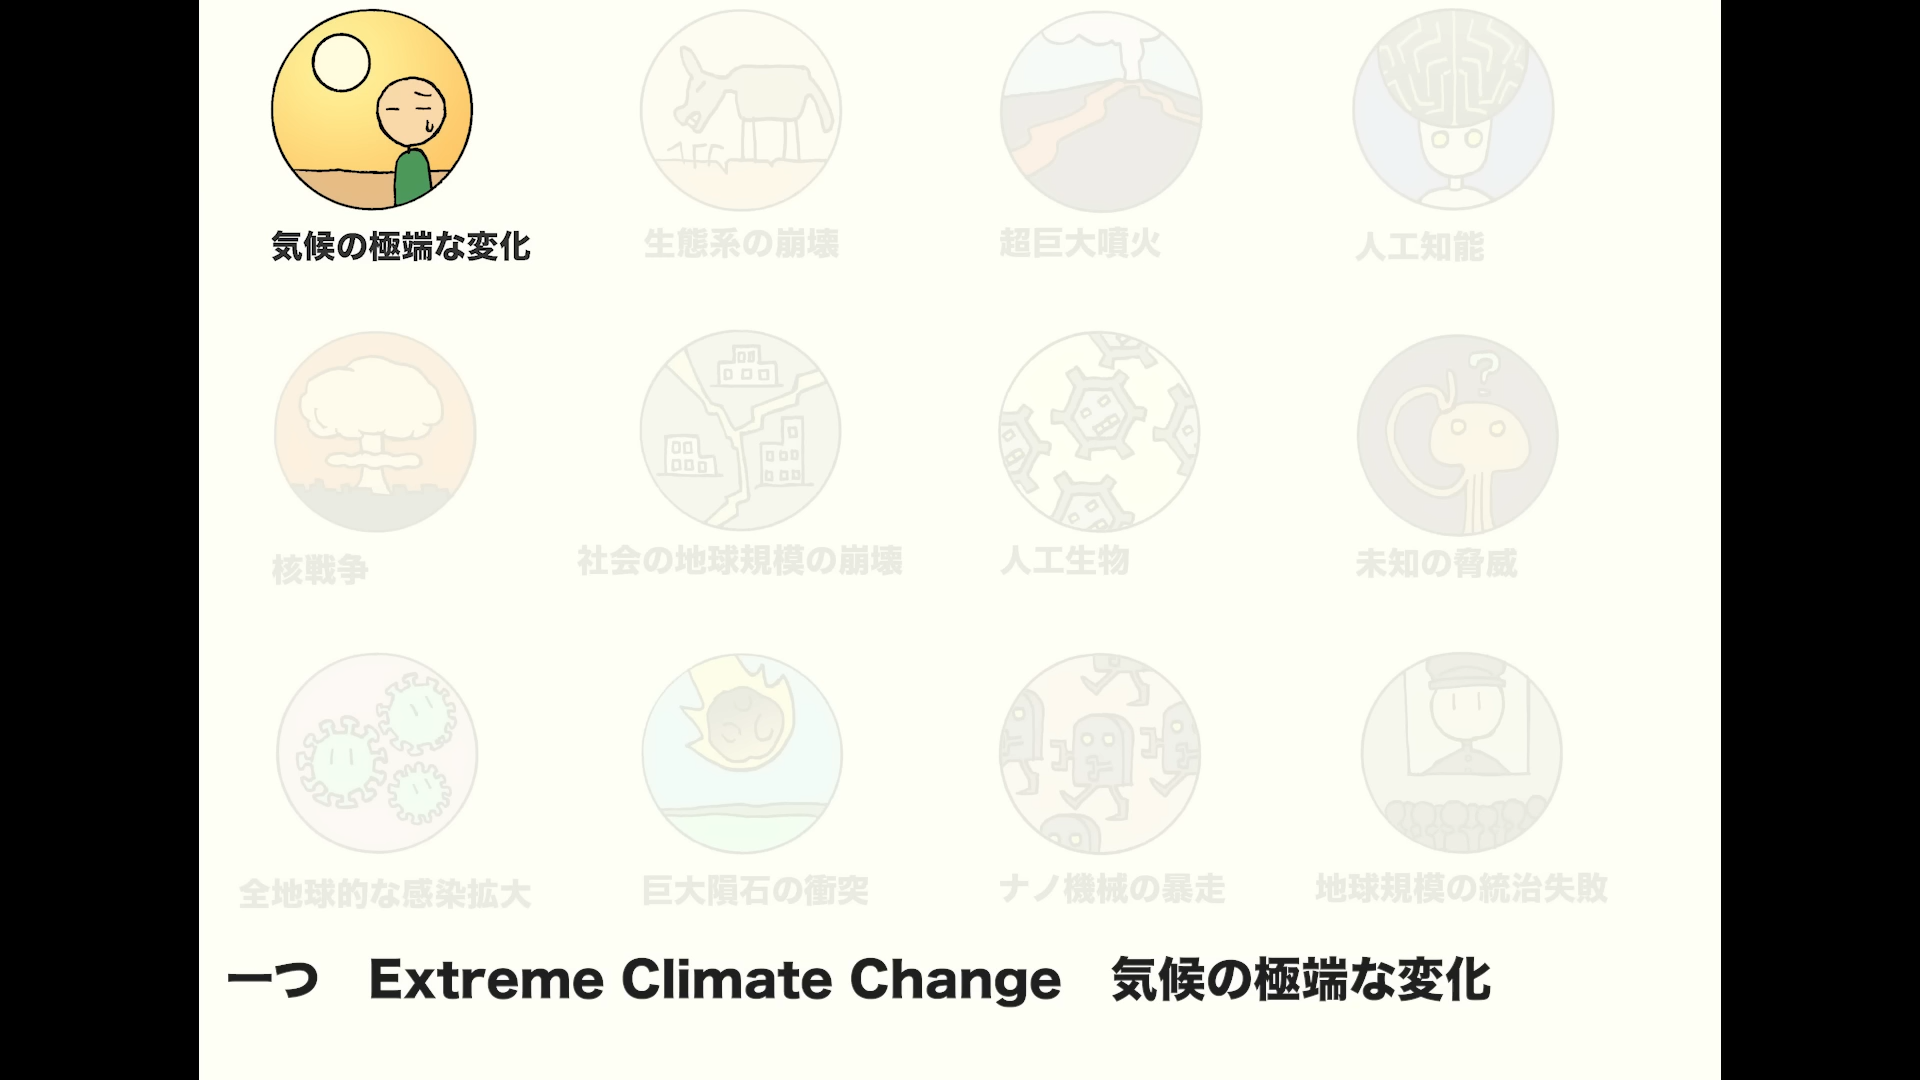 気候の極端な変化
生態系の崩壊
超巨大噴火
人工知能
?
核戦争
社会の地球規模の崩壊
人工生物
未知の脅威
全地球的な感染拡大
巨大隕石の衝突
ナノ機械の暴走
地球規模の統治失敗
一つ　Extreme Climate Change　気候の極端な変化